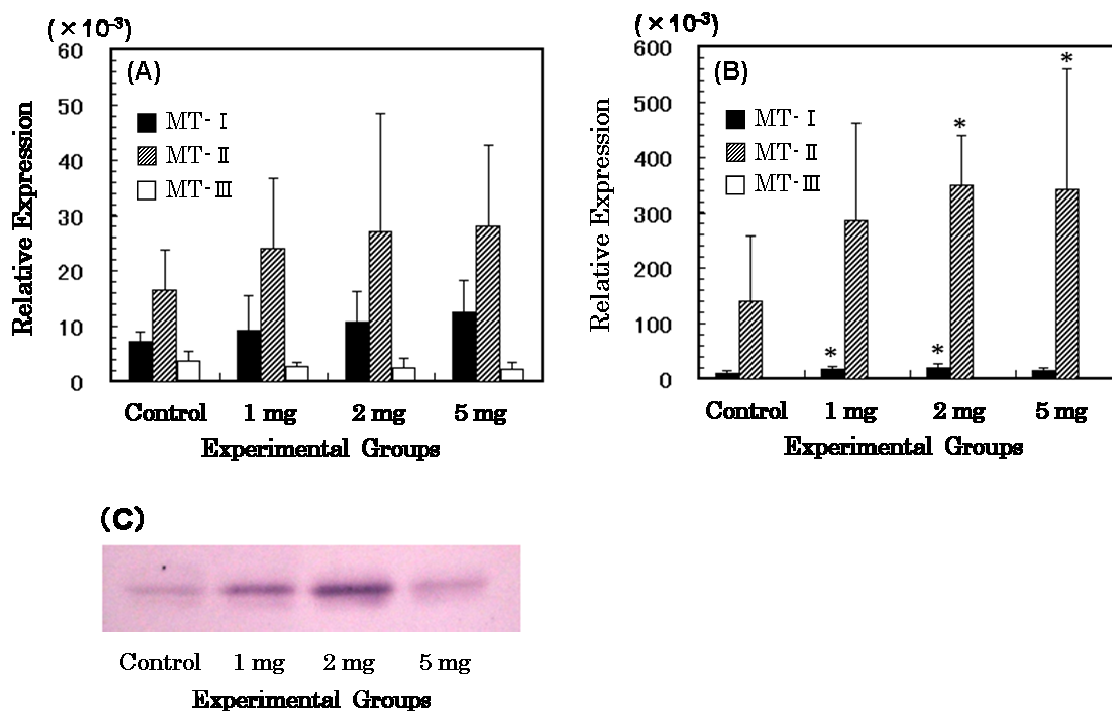 (×10⁻³)
60
50
40
30
20
10
0
Relative Expression
(A)
MT-Ⅰ
MT-Ⅱ
MT-Ⅲ
Control 1 mg 2 mg 5 mg
Experimental Groups
(×10⁻³)
600
500
400
300
200
100
0
Relative Expression
(B)
MT-Ⅰ
MT-Ⅱ
MT-Ⅲ
*
*
*
*
Control 1 mg 2 mg 5 mg
Experimental Groups
(C)
Control 1 mg 2 mg 5 mg
Experimental Groups